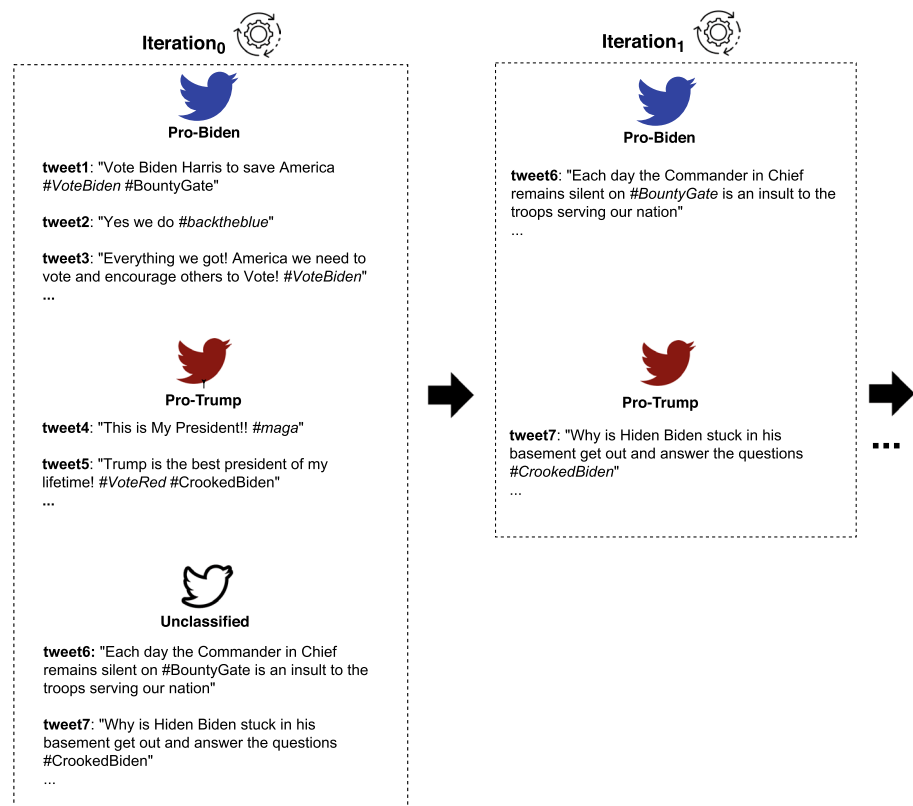 Iteration0
Pro-Biden
tweet1: "Vote Biden Harris to save America
#VoteBiden #BountyGate"
tweet2: "Yes we do #backtheblue"
tweet3: "Everything we got! America we need to
vote and encourage others to Vote! #VoteBiden"
...
Pro-Trump
tweet4: "This is My President!! #maga"
tweet5: "Trump is the best president of my
lifetime! #VoteRed #CrookedBiden"
...
Unclassified
tweet6: "Each day the Commander in Chief
remains silent on #BountyGate is an insult to the
troops serving our nation"
tweet7: "Why is Hiden Biden stuck in his
basement get out and answer the questions
#CrookedBiden"
...
Iteration1
Pro-Biden
tweet6: "Each day the Commander in Chief
remains silent on #BountyGate is an insult to the
troops serving our nation"
...
Pro-Trump
tweet7: "Why is Hiden Biden stuck in his
basement get out and answer the questions
#CrookedBiden"
...
...